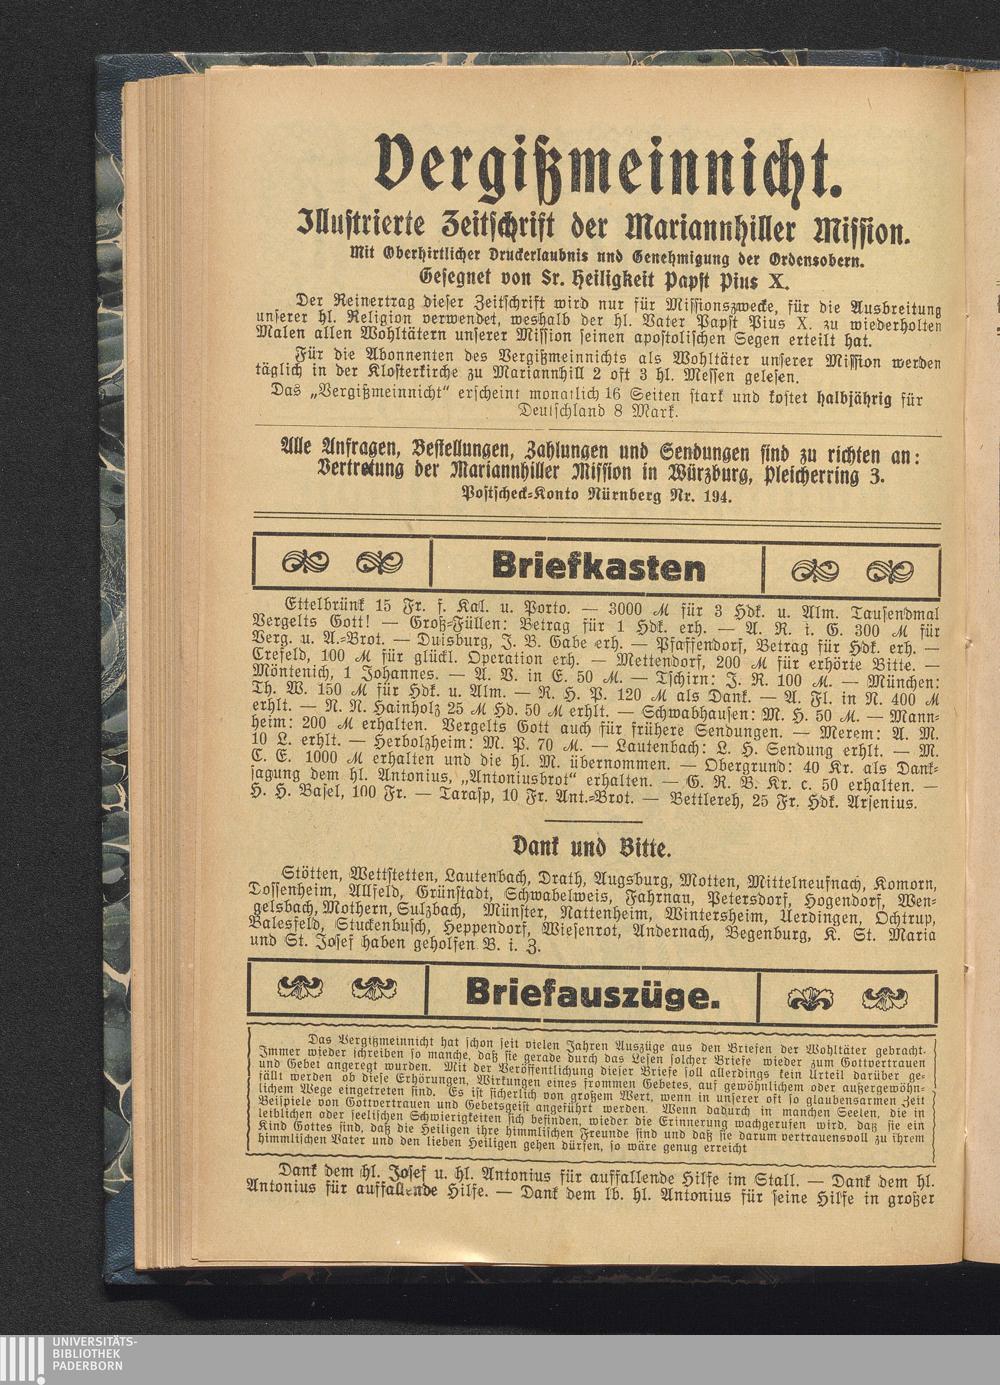 Vergißmeinnicht.
Illustrierte Zeitschrift der Mariannhiller Mission.
Mit Oberhirtlicher Druckerlaubnis und Genehmigung der Ordensobern.
Gesegnet von Sr. Heiligkeit Papst Pius X.
Der Reinertrag dieser Zeitschrift wird nur für Missionszwecke, für die Ausbreitung
unserer hl. Religion verwendet, weshalb der hl. Vater Papst Pius X. zu wiederholten
Malen allen Wohltätern unserer Mission seinen apostolischen Segen erteilt hat.
Für die Abonnenten des Vergißmeinnichts als Wohltäter unserer Mission werden
täglich in der Klosterkirche zu Mariannhill 2 oft 3 hl. Messen gelesen.
Das „Vergißmeinnicht“ erscheint monatlich 16 Seiten stark und kostet halbjährig für
Deutschland 8 Mark.
Alle Anfragen, Bestellungen, Zahlungen und Sendungen sind zu richten an:
Vertretung der Mariannhiller Mission in Würzburg, Pleicherring 3.
Postscheck-Konto Nürnberg Nr. 194.
Briefkasten
Ettelbrünk 15 Fr. f. Kal. u. Porto. — 3000 M für 3 Hdk. u. Alm. Tausendmal
Vergelts Gott! — Groß-Füllen: Betrag für 1 Hdk. erh. — A. R. i. G. 300 M für
Verg. u. A.-Brot. — Duisburg, J. B. Gabe erh. — Pfaffendorf, Betrag für Hdk. erh. —
Crefeld, 100 M für glückl. Operation erh. — Mettendorf, 200 M für erhörte Bitte. —
Möntenich, 1 Johannes. — A. V. in E. 50 M. — Tschirn: J. R. 100 M. — München:
Th. W. 150 M für Hdk. u. Alm. — R. H. P. 120 M als Dank. — A. Fl. in N. 400 M
erhlt. — N. N. Hainholz 25 M Hd. 50 M erhlt. — Schwabhausen: M. H. 50 M. — Mann-
heim: 200 M erhalten. Vergelts Gott auch für frühere Sendungen. — Merem: A. M.
10 L. erhlt. — Herbolzheim: M. P. 70 M. — Lautenbach: L. H. Sendung erhlt. — M.
C. E. 1000 M erhalten und die hl. M. übernommen. — Obergrund: 40 Kr. als Dank-
sagung dem hl. Antonius, „Antoniusbrot“ erhalten. — G. R. B. Kr. c. 50 erhalten. —
H. H. Basel, 100 Fr. — Tarasp, 10 Fr. Ant.-Brot. — Bettlereh, 25 Fr. Hdk. Arsenius.
Dank und Bitte.
Stötten, Wettstetten, Lautenbach, Drath, Augsburg, Motten, Mittelneufnach, Komorn,
Dossenheim, Allfeld, Grünstadt, Schwabelweis, Fahrnau, Petersdorf, Hogendorf, Wen-
gelsbach, Mothern, Sulzbach, Münster, Nattenheim, Wintersheim, Uerdingen, Ochtrup,
Balesfeld, Stuckenbusch, Heppendorf, Wiesenrot, Andernach, Begenburg, K. St. Maria
und St. Josef haben geholfen. B. i. Z.
Briefauszüge.
Das Vergißmeinnicht hat schon seit vielen Jahren Auszüge aus den Briefen der Wohltäter gebracht.
Immer wieder schreiben so manche, daß sie gerade durch das Lesen solcher Briefe wieder zum Gottvertrauen
und Gebet angeregt wurden. Mit der Veröffentlichung dieser Briefe soll allerdings kein Urteil darüber ge-
fällt werden ob diese Erhörungen, Wirkungen eines frommen Gebetes, auf gewöhnlichem oder außergewöhn-
lichem Wege eingetreten sind. Es ist sicherlich von großem Wert, wenn in unserer oft so glaubensarmen Zeit
Beispiele von Gottvertrauen und Gebetsgeist angeführt werden. Wenn dadurch in manchen Seelen, die in
leiblichen oder seelischen Schwierigkeiten sich befinden, wieder die Erinnerung wachgerufen wird, daß sie ein
Kind Gottes sind, daß die Heiligen ihre himmlischen Freunde sind und daß sie darum vertrauensvoll zu ihrem
himmlischen Vater und den lieben Heiligen gehen dürfen, so wäre genug erreicht
Dank dem hl. Josef u. hl. Antonius für auffallende Hilfe im Stall. — Dank dem hl.
Antonius für auffallende Hilfe. — Dank dem lb. hl. Antonius für seine Hilfe in großer
UNIVERSITÄTS-
BIBLIOTHEK
PADERBORN